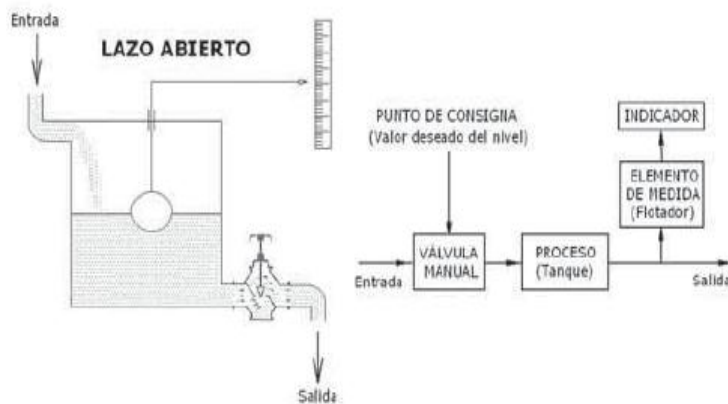 Entrada
LAZO ABIERTO
Salida
PUNTO DE CONSIGNA
(Valor deseado del nivel)
INDICADOR
ELEMENTO
DE MEDIDA
(Flotador)
VÁLVULA
MANUAL
PROCESO
(Tanque)
Entrada
Salida